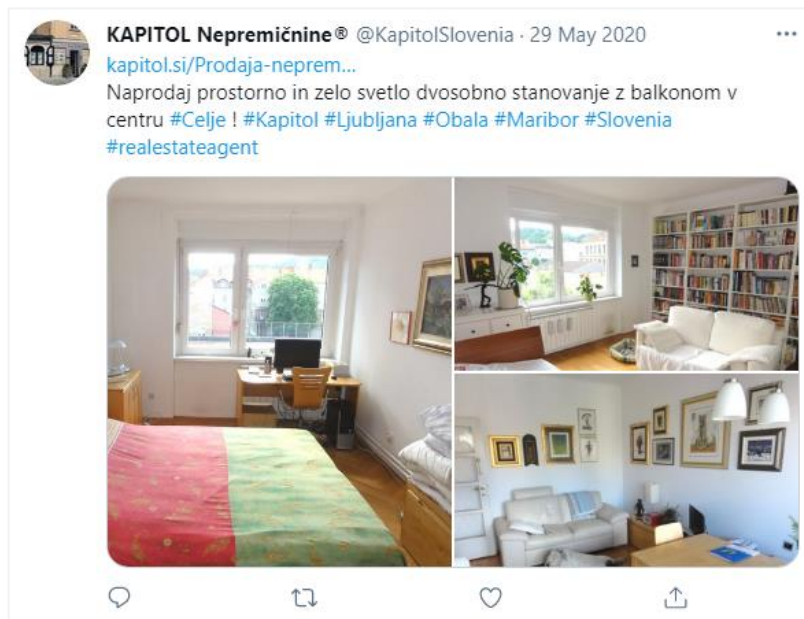 KAPITOL Nepremičnine® @KapitolSlovenia · 29 May 2020
kapitol.si/Prodaja-neprem...
Naprodaj prostorno in zelo svetlo dvosobno stanovanje z balkonom v
centru #Celje ! #Kapitol #Ljubljana #Obala #Maribor #Slovenia
#realestateagent